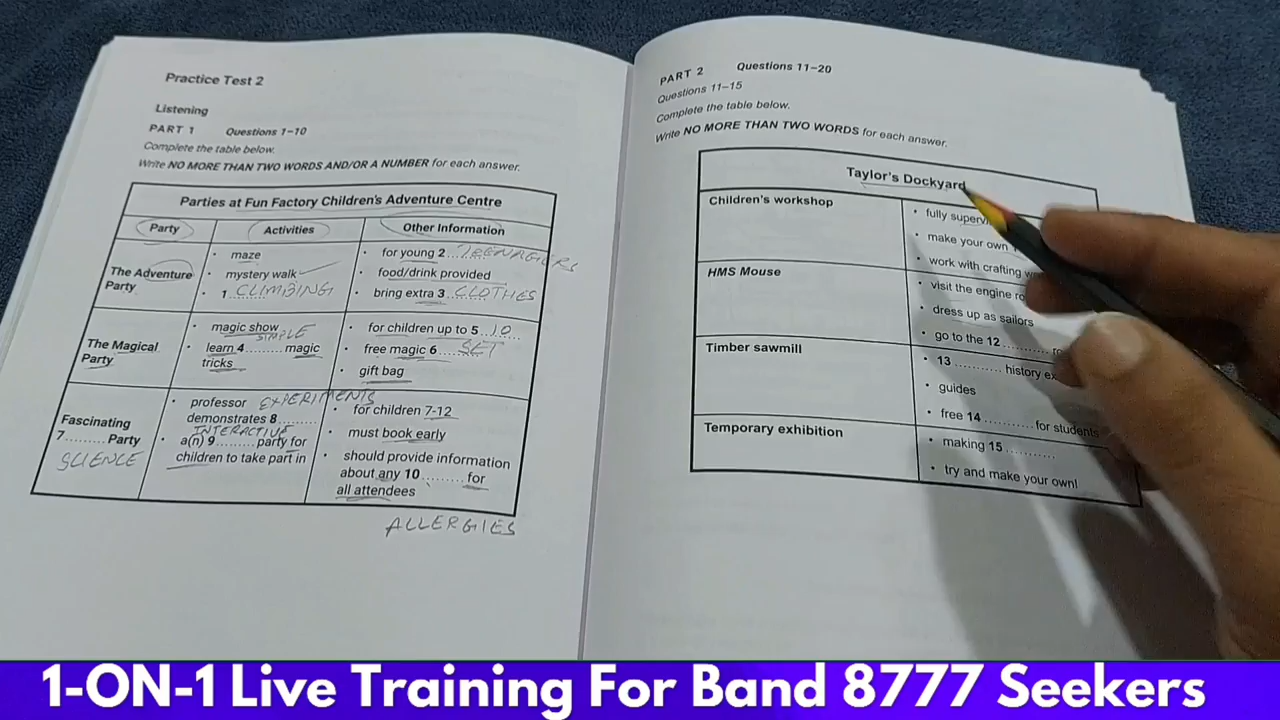 Practice Test 2
Listening
PART 1 Questions 1–10
Complete the table below.
Write NO MORE THAN TWO WORDS AND/OR A NUMBER for each answer.
Parties at Fun Factory Children's Adventure Centre
Party Activities Other Information
The Adventure Party
• maze
• mystery walk
• 1 .......... CLIMBING
• for young 2 .......... TEENAGERS
• food/drink provided
• bring extra 3 .......... CLOTHES
The Magical Party
• magic show
SIMPLE
• learn 4 .......... magic
tricks
• for children up to 5 .......... 10
• free magic 6 .......... SET
• gift bag
Fascinating
7 .......... Party
SCIENCE
• professor EXPERIMENTS
demonstrates 8 ..........
INTERACTIVE
• a(n) 9 .......... party for
children to take part in
• for children 7-12
• must book early
• should provide information
about any 10 .......... for
all attendees
ALLERGIES
PART 2 Questions 11–20
Questions 11–15
Complete the table below.
Write NO MORE THAN TWO WORDS for each answer.
Taylor's Dockyard
Children's workshop
• fully
• make your own
• work with crafting
HMS Mouse
• visit the engine
• dress up as sailors
• go to the 12 ..........
Timber sawmill
• 13 .......... history
• guides
• free 14 .......... for students
Temporary exhibition
• making 15 ..........
• try and make your own!
1-ON-1 Live Training For Band 8777 Seekers